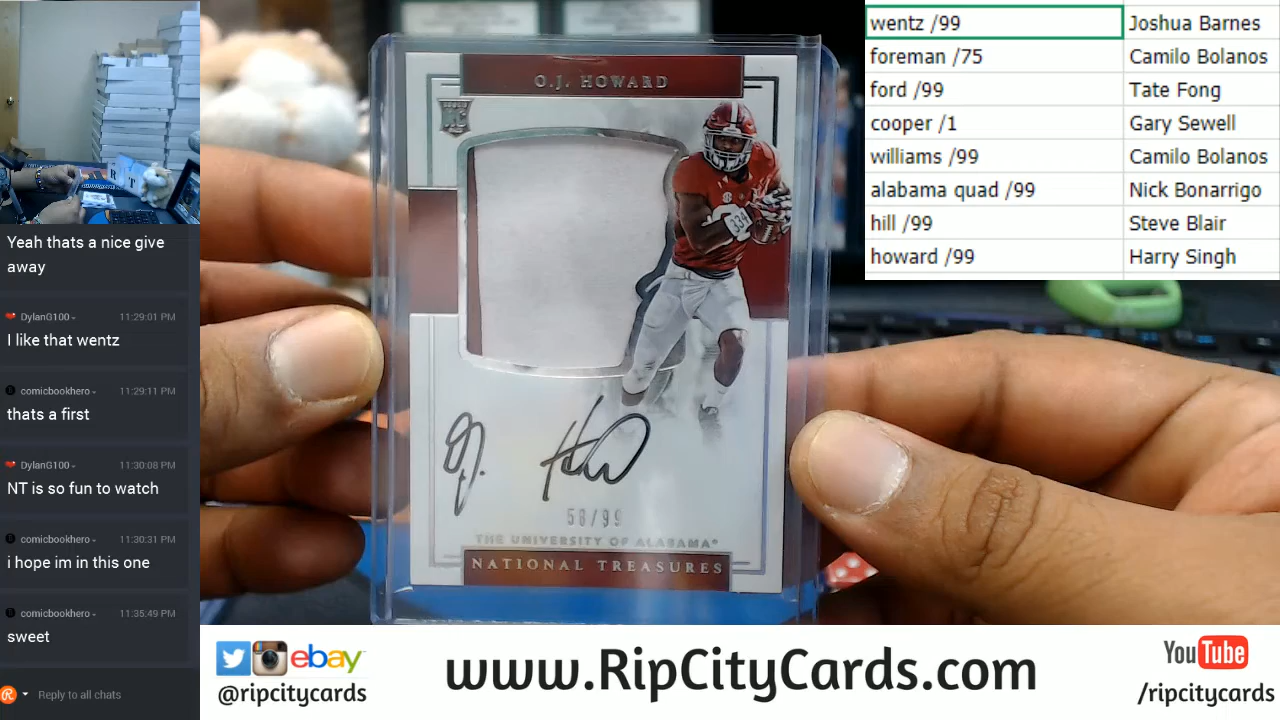 Yeah thats a nice give
away
DylanG100
11:29:01 PM
I like that wentz
comicbookhero
11:29:11 PM
thats a first
DylanG100
11:30:08 PM
NT is so fun to watch
comicbookhero
11:30:31 PM
i hope im in this one
comicbookhero
11:35:49 PM
sweet
Reply to all chats
O.J. HOWARD
334
O.J. How
58/99
THE UNIVERSITY OF ALABAMA
NATIONAL TREASURES
wentz /99 Joshua Barnes
foreman /75 Camilo Bolanos
ford /99 Tate Fong
cooper /1 Gary Sewell
williams /99 Camilo Bolanos
alabama quad /99 Nick Bonarrigo
hill /99 Steve Blair
howard /99 Harry Singh
ebay
@ripcitycards
www.RipCityCards.com
YouTube
/ripcitycards